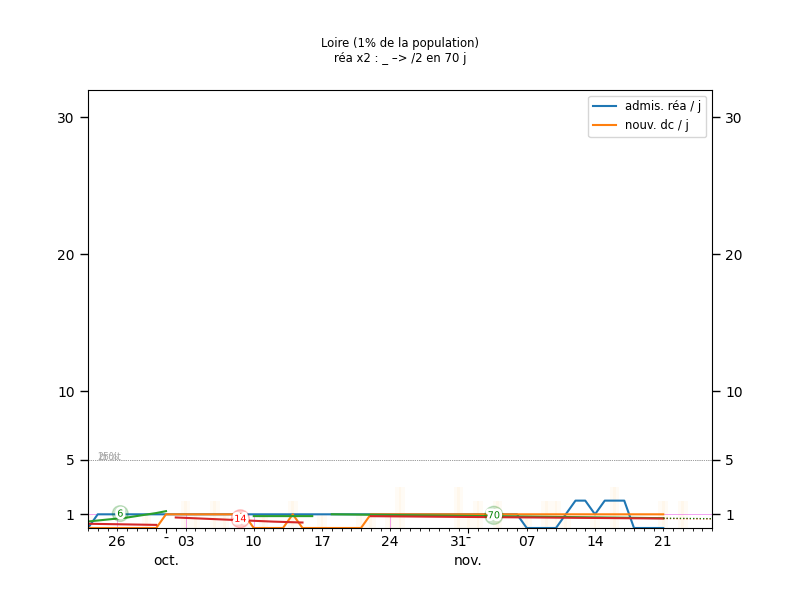 Loire (1% de la population)
réa x2 : _ –> /2 en 70 j
admis. réa / j
nouv. dc / j
30 30
20 20
10 10
5 5
1 1
6
14
70
26 - 03 10 17 24 31- 07 14 21
oct. nov.